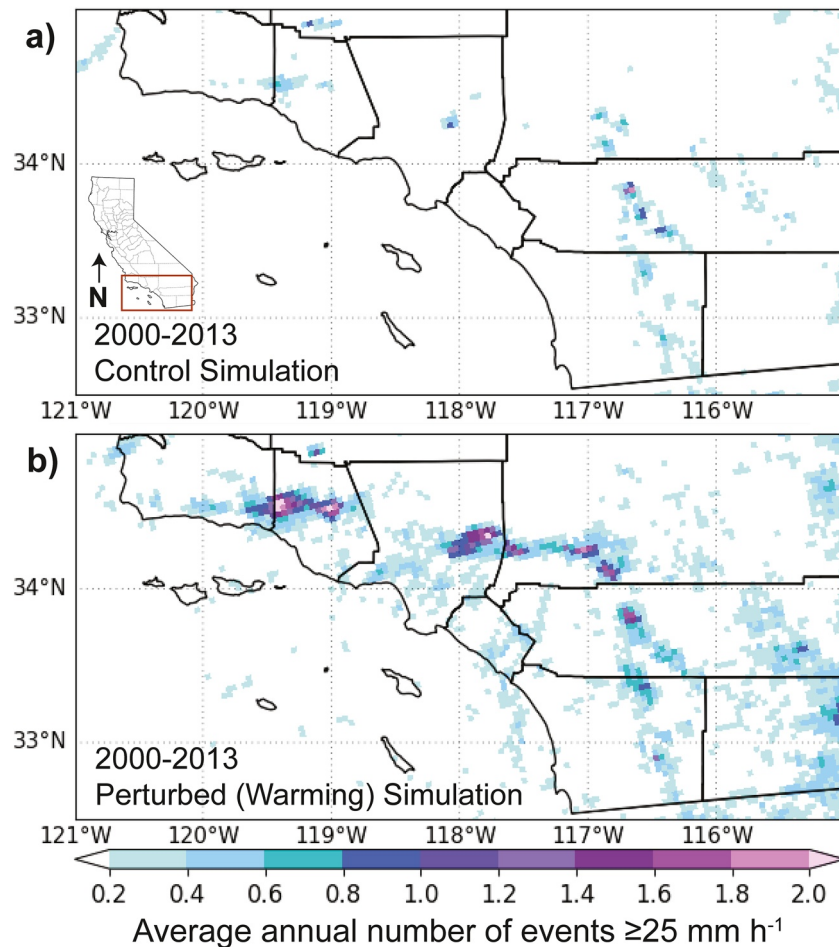 a)
34°N
N
33°N
2000-2013
Control Simulation
121°W 120°W 119°W 118°W 117°W 116°W
b)
34°N
33°N
2000-2013
Perturbed (Warming) Simulation
121°W 120°W 119°W 118°W 117°W 116°W
0.2 0.4 0.6 0.8 1.0 1.2 1.4 1.6 1.8 2.0
Average annual number of events ≥25 mm h⁻¹